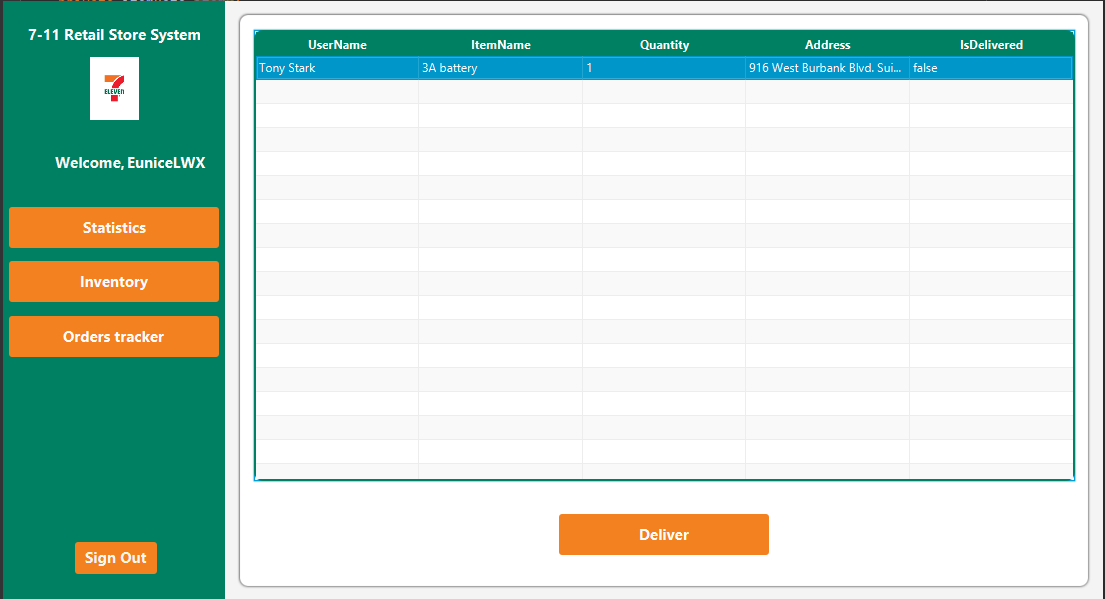 7-11 Retail Store System
7
ELEVEN
Welcome, EuniceLWX
Statistics
Inventory
Orders tracker
Sign Out
UserName ItemName Quantity Address IsDelivered
Tony Stark 3A battery 1 916 West Burbank Blvd. Sui... false
Deliver